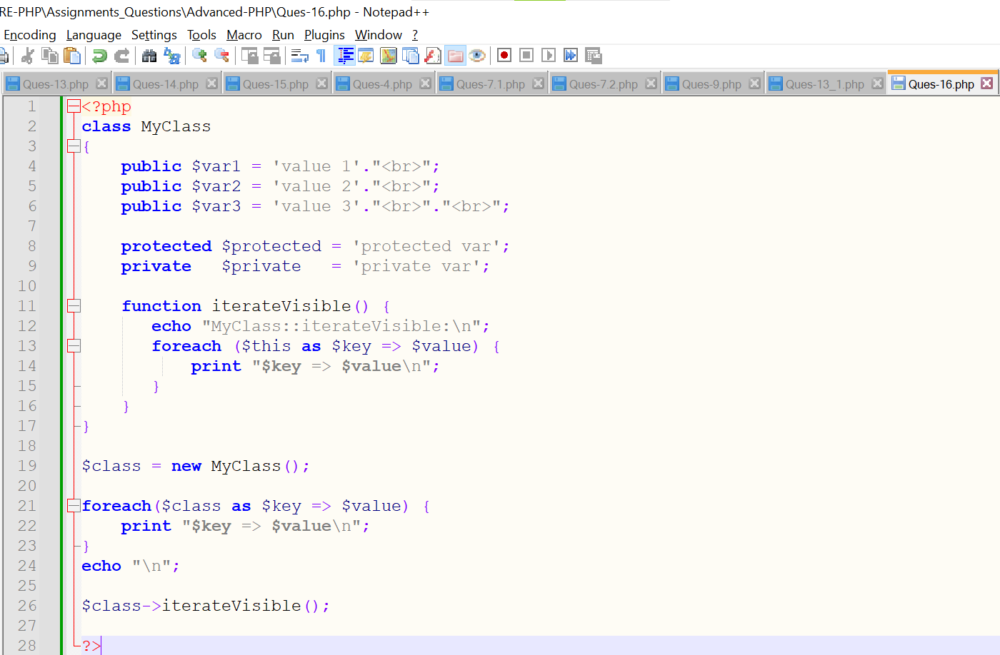 RE-PHP\Assignments_Questions\Advanced-PHP\Ques-16.php - Notepad++
Encoding Language Settings Tools Macro Run Plugins Window ?
Ques-13.php Ques-14.php Ques-15.php Ques-4.php Ques-7.1.php Ques-7.2.php Ques-9.php Ques-13_1.php Ques-16.php
1 <?php
2 class MyClass
3 {
4     public $var1 = 'value 1'."<br>";
5     public $var2 = 'value 2'."<br>";
6     public $var3 = 'value 3'."<br>"."<br>";
7
8     protected $protected = 'protected var';
9     private   $private   = 'private var';
10
11     function iterateVisible() {
12        echo "MyClass::iterateVisible:\n";
13        foreach ($this as $key => $value) {
14            print "$key => $value\n";
15        }
16     }
17 }
18
19 $class = new MyClass();
20
21 foreach($class as $key => $value) {
22     print "$key => $value\n";
23 }
24 echo "\n";
25
26 $class->iterateVisible();
27
28 ?>